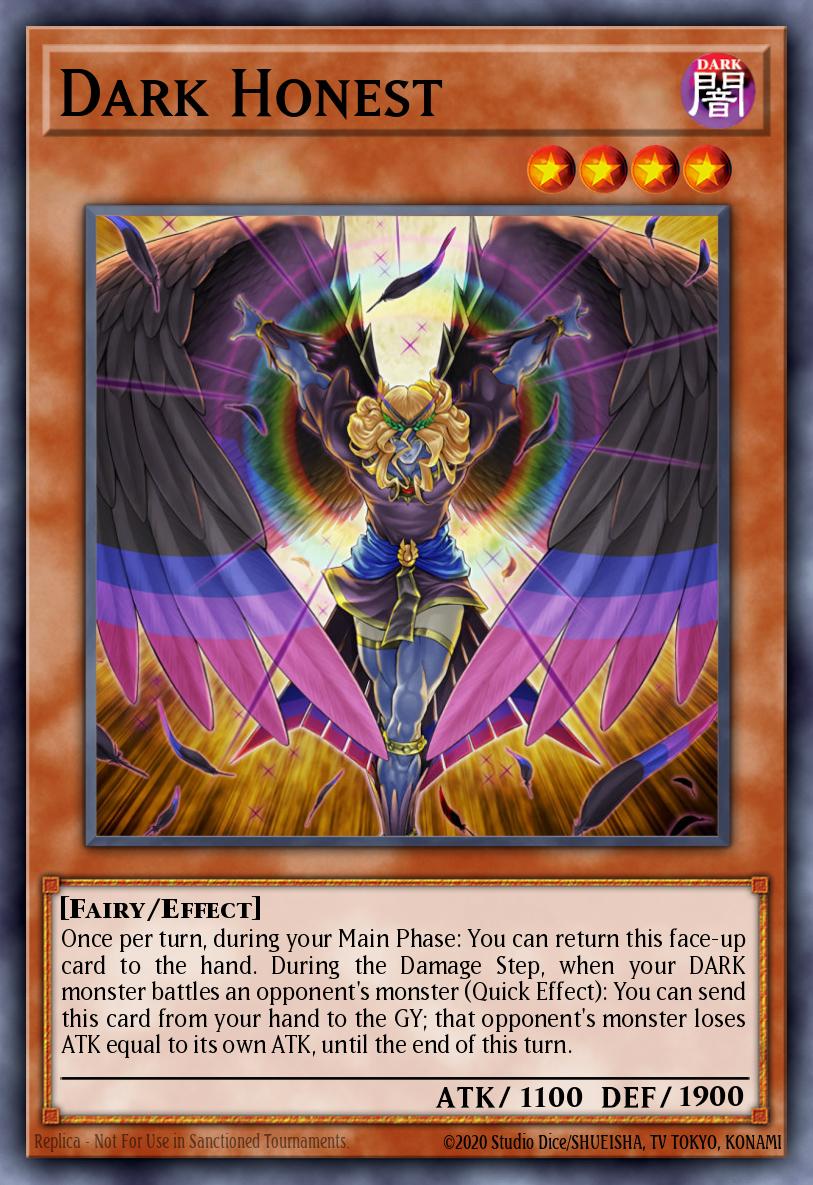 Dark Honest
DARK
闇
[Fairy/Effect]
Once per turn, during your Main Phase: You can return this face-up
card to the hand. During the Damage Step, when your DARK
monster battles an opponent's monster (Quick Effect): You can send
this card from your hand to the GY; that opponent's monster loses
ATK equal to its own ATK, until the end of this turn.
ATK/ 1100 DEF/ 1900
Replica - Not For Use in Sanctioned Tournaments. ©2020 Studio Dice/SHUEISHA, TV TOKYO, KONAMI